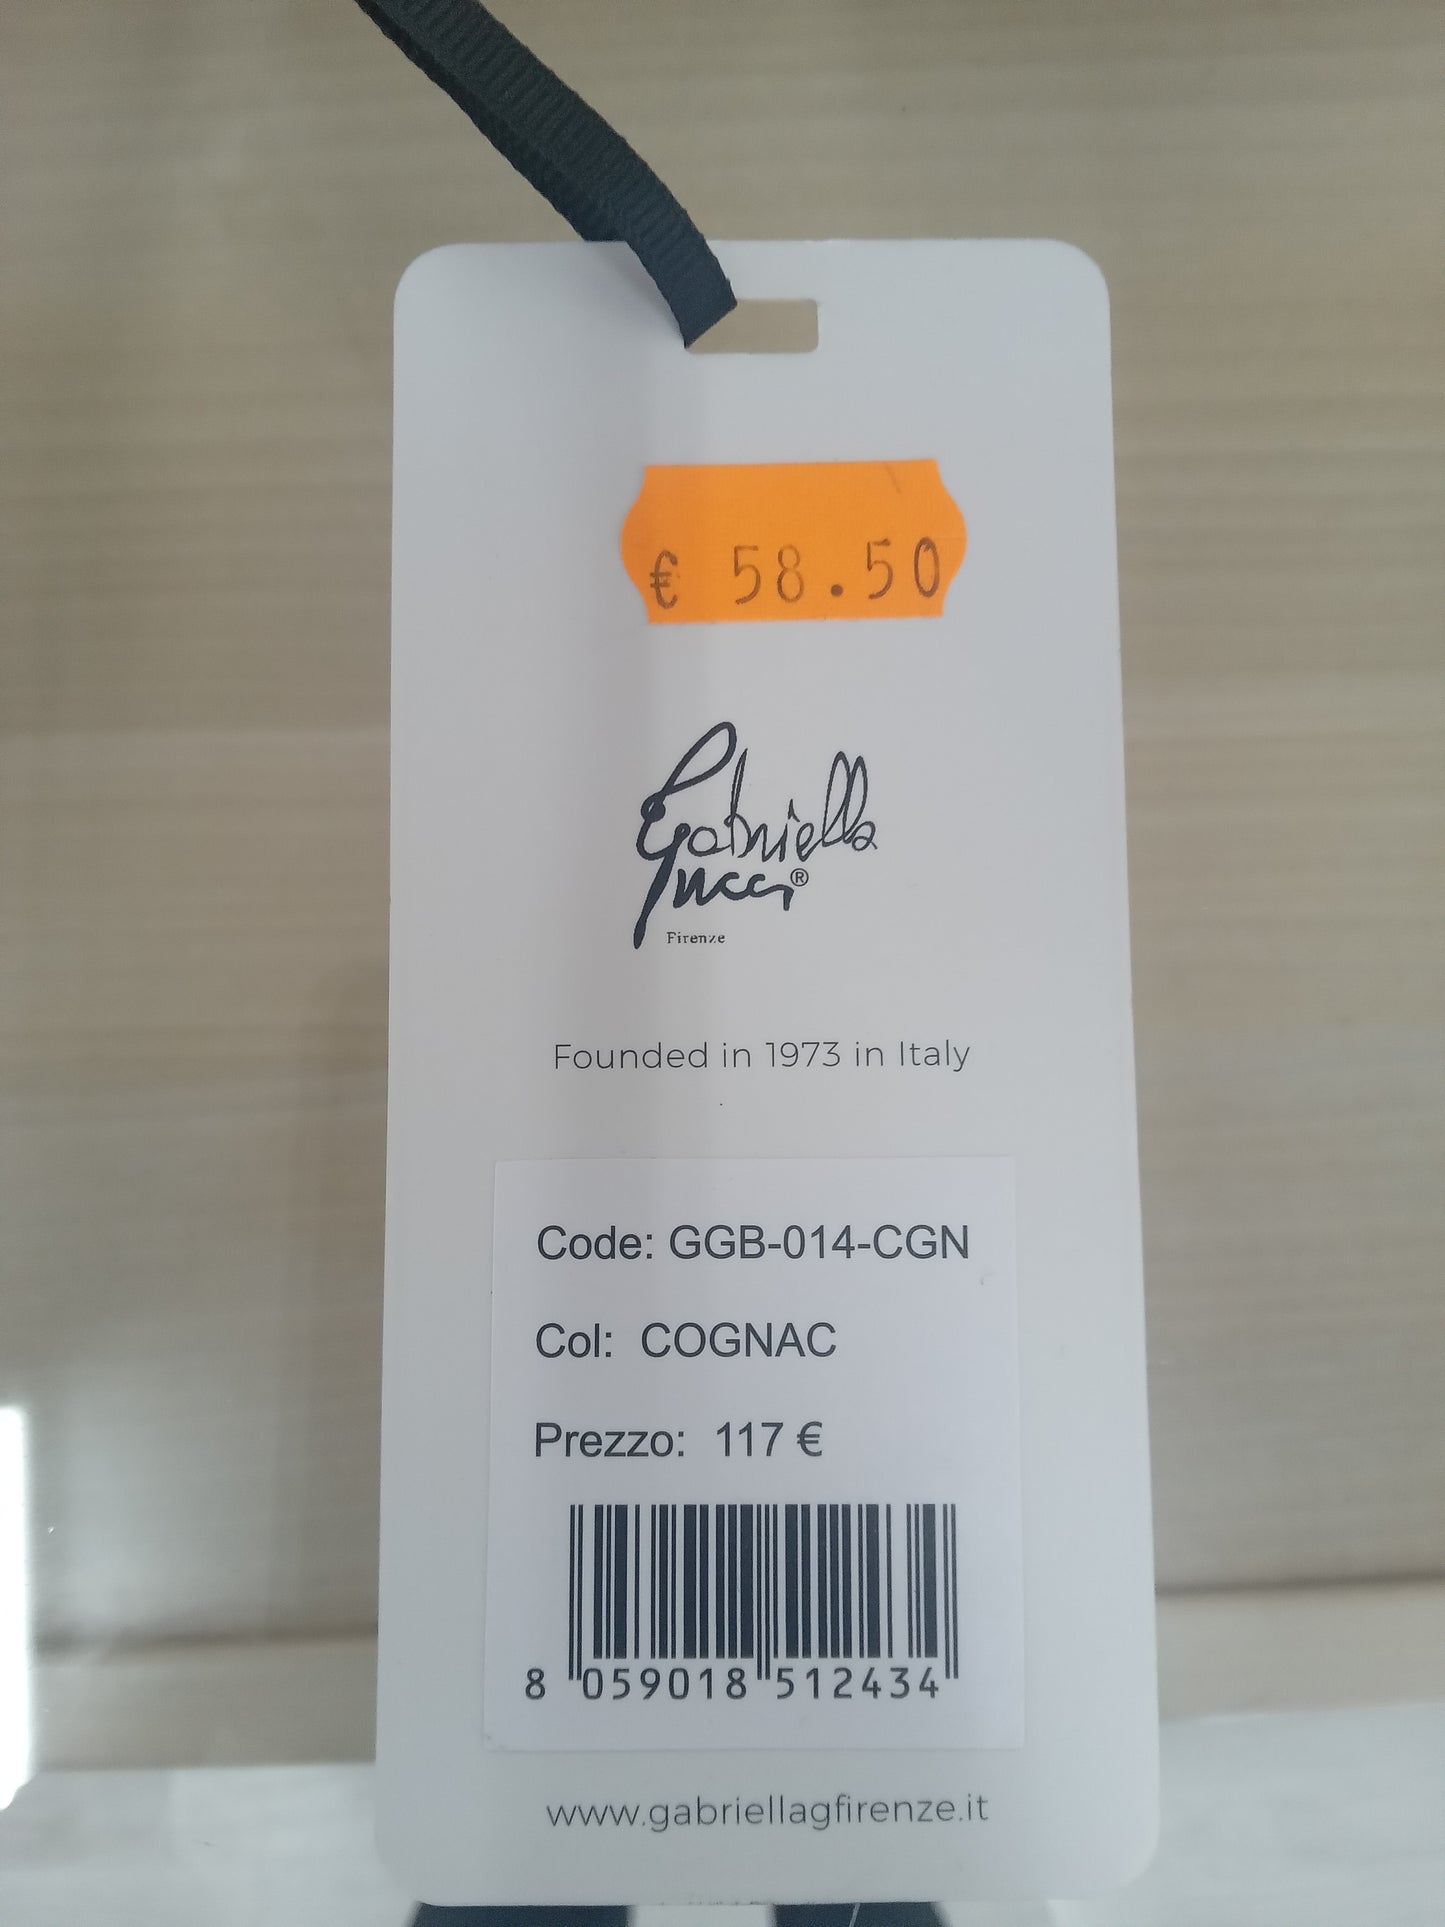 € 58.50
Gabriella
Gucci®
Firenze
Founded in 1973 in Italy
Code: GGB-014-CGN
Col: COGNAC
Prezzo: 117 €
8 059018 512434
www.gabriellagfirenze.it